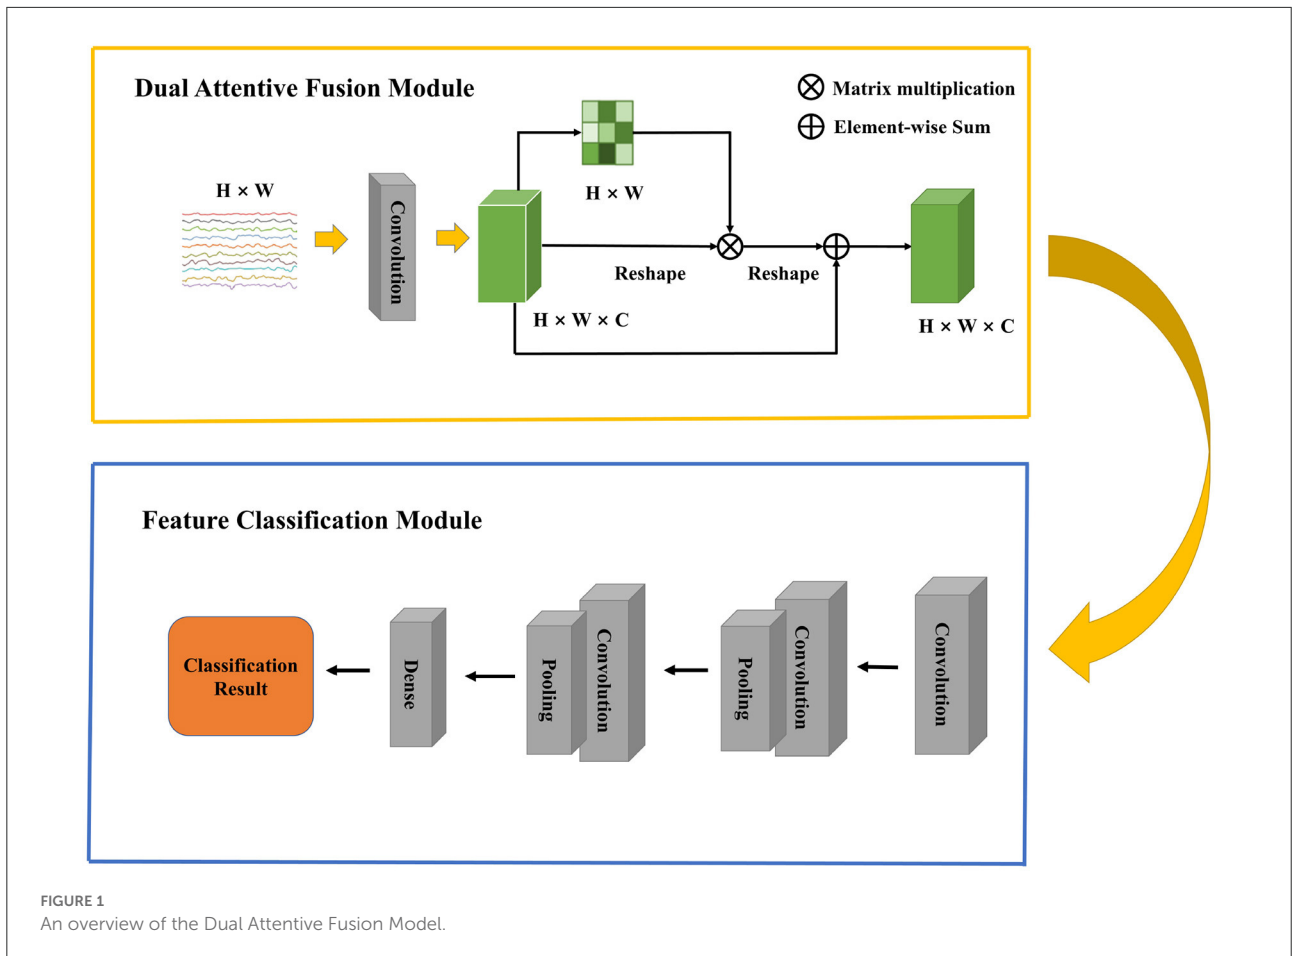 Dual Attentive Fusion Module
Matrix multiplication
Element-wise Sum
H × W
Convolution
H × W
Reshape
Reshape
H × W × C
H × W × C
Feature Classification Module
Classification
Result
Dense
Pooling
Convolution
Pooling
Convolution
Convolution
FIGURE 1
An overview of the Dual Attentive Fusion Model.